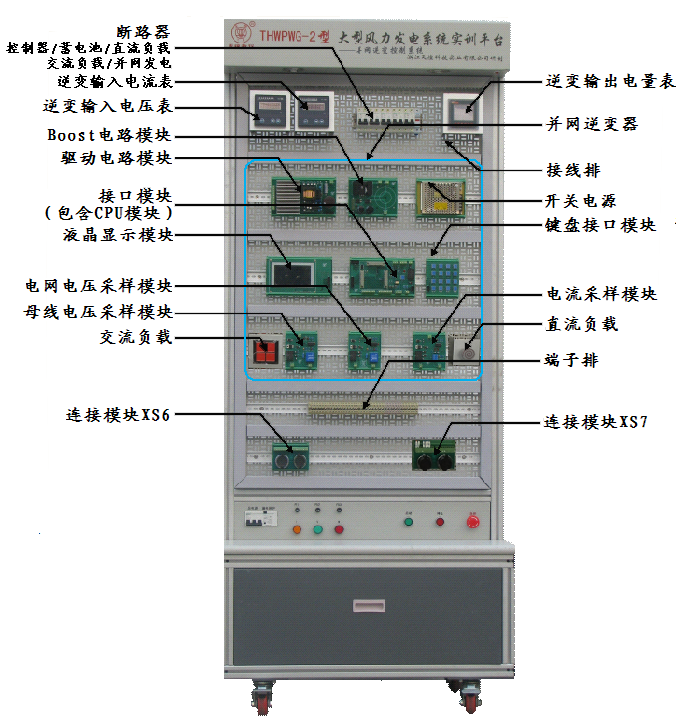 THWPWG-2型 大型风力发电系统实训平台
——并网逆变控制系统
断路器
控制器/蓄电池/直流负载
交流负载/并网发电
逆变输入电流表
逆变输入电压表
Boost电路模块
驱动电路模块
接口模块
(包含CPU模块)
液晶显示模块
电网电压采样模块
母线电压采样模块
交流负载
连接模块XS6
逆变输出电量表
并网逆变器
接线排
开关电源
键盘接口模块
电流采样模块
直流负载
端子排
连接模块XS7